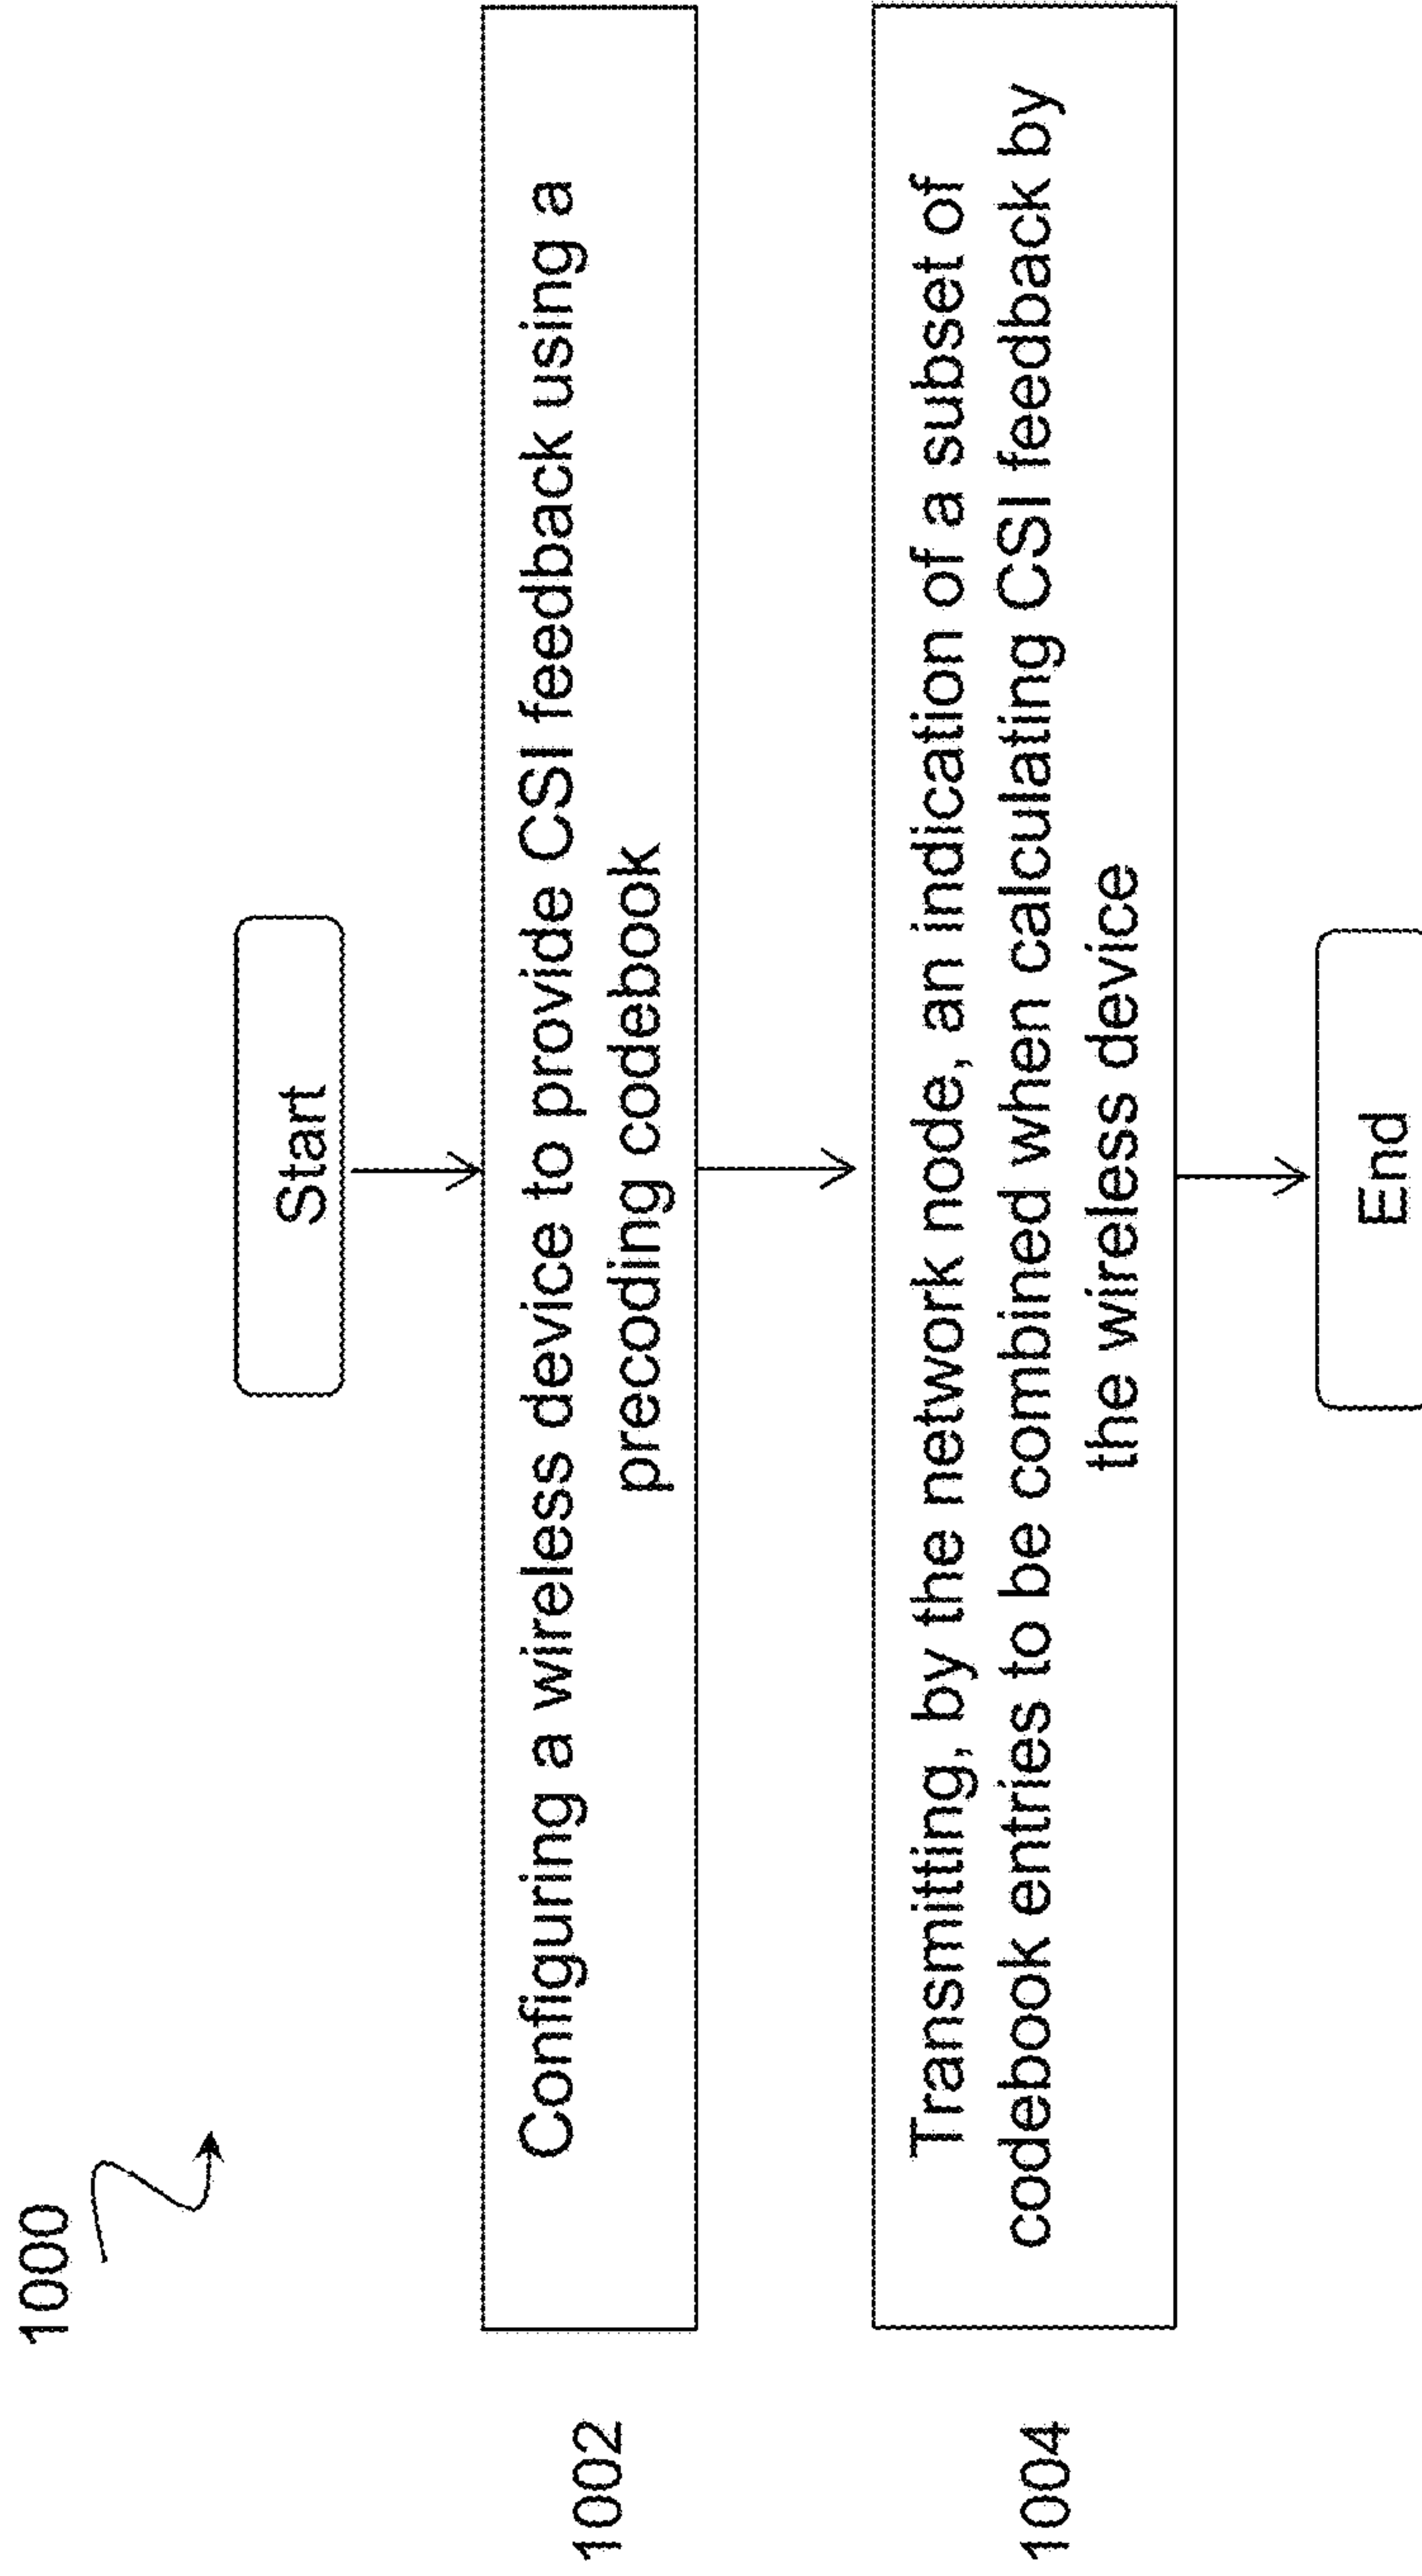 1000
Start
1002
Configuring a wireless device to provide CSI feedback using a
precoding codebook
1004
Transmitting, by the network node, an indication of a subset of
codebook entries to be combined when calculating CSI feedback by
the wireless device
End